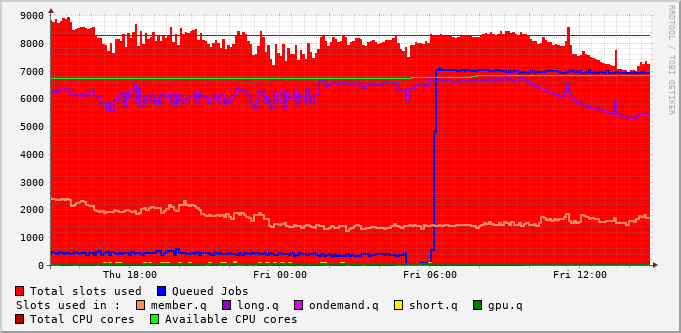 9000
8000
7000
6000
5000
4000
3000
2000
1000
0
Thu 18:00 Fri 00:00 Fri 06:00 Fri 12:00
RRDTOOL / TOBI OETIKER
Total slots used Queued Jobs
Slots used in : member.q long.q ondemand.q short.q gpu.q
Total CPU cores Available CPU cores